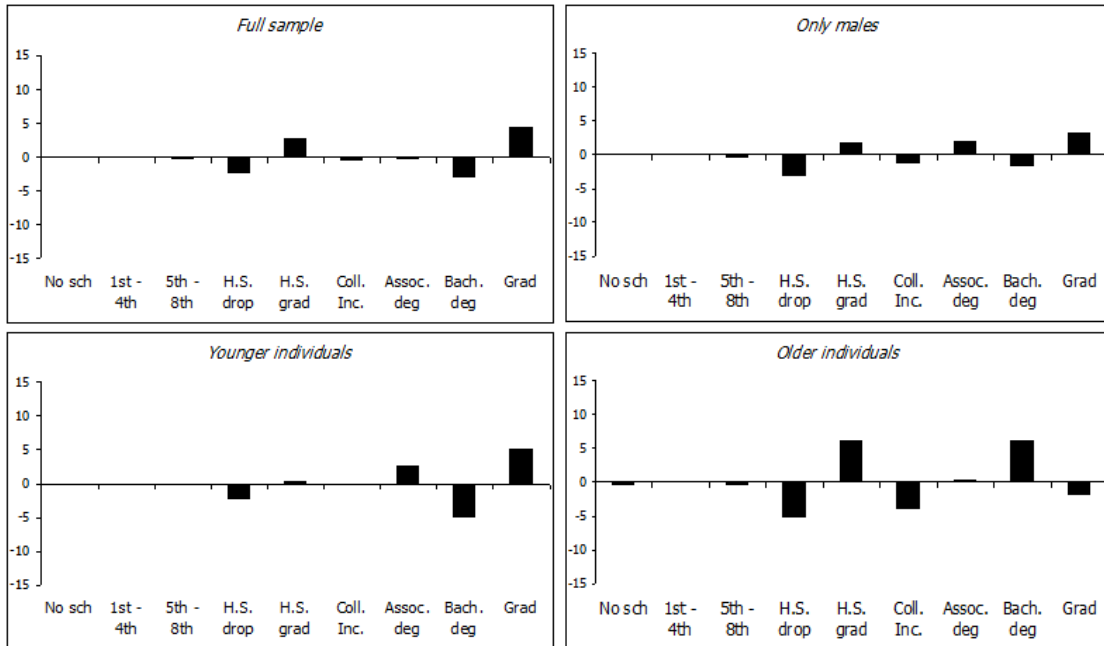 Full sample
15
10
5
0
-5
-10
-15
No sch 1st - 5th - H.S. H.S. Coll. Assoc. Bach. Grad
4th 8th drop grad Inc. deg deg
Only males
15
10
5
0
-5
-10
-15
No sch 1st - 5th - H.S. H.S. Coll. Assoc. Bach. Grad
4th 8th drop grad Inc. deg deg
Younger individuals
15
10
5
0
-5
-10
-15
No sch 1st - 5th - H.S. H.S. Coll. Assoc. Bach. Grad
4th 8th drop grad Inc. deg deg
Older individuals
15
10
5
0
-5
-10
-15
No sch 1st - 5th - H.S. H.S. Coll. Assoc. Bach. Grad
4th 8th drop grad Inc. deg deg